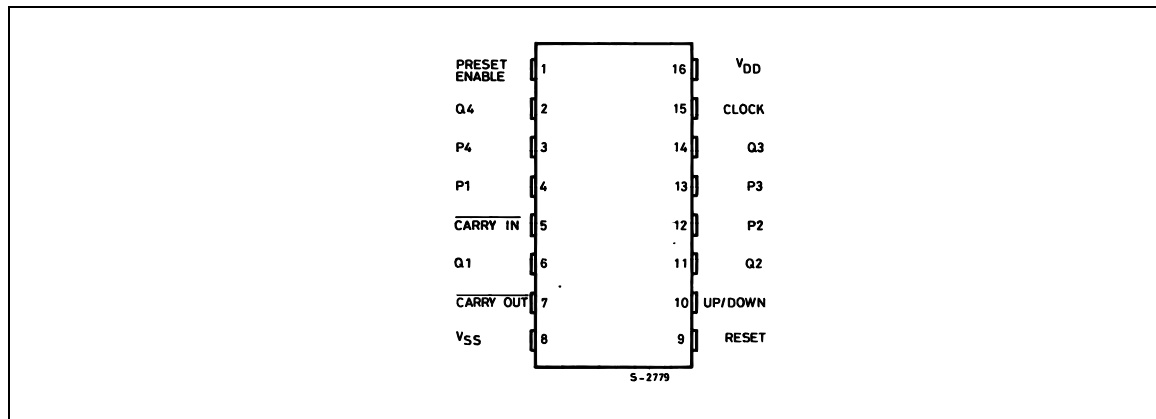 PRESET
ENABLE 1 16 VDD
Q4 2 15 CLOCK
P4 3 14 Q3
P1 4 13 P3
CARRY IN 5 12 P2
Q1 6 11 Q2
CARRY OUT 7 10 UP/DOWN
VSS 8 9 RESET
S-2779